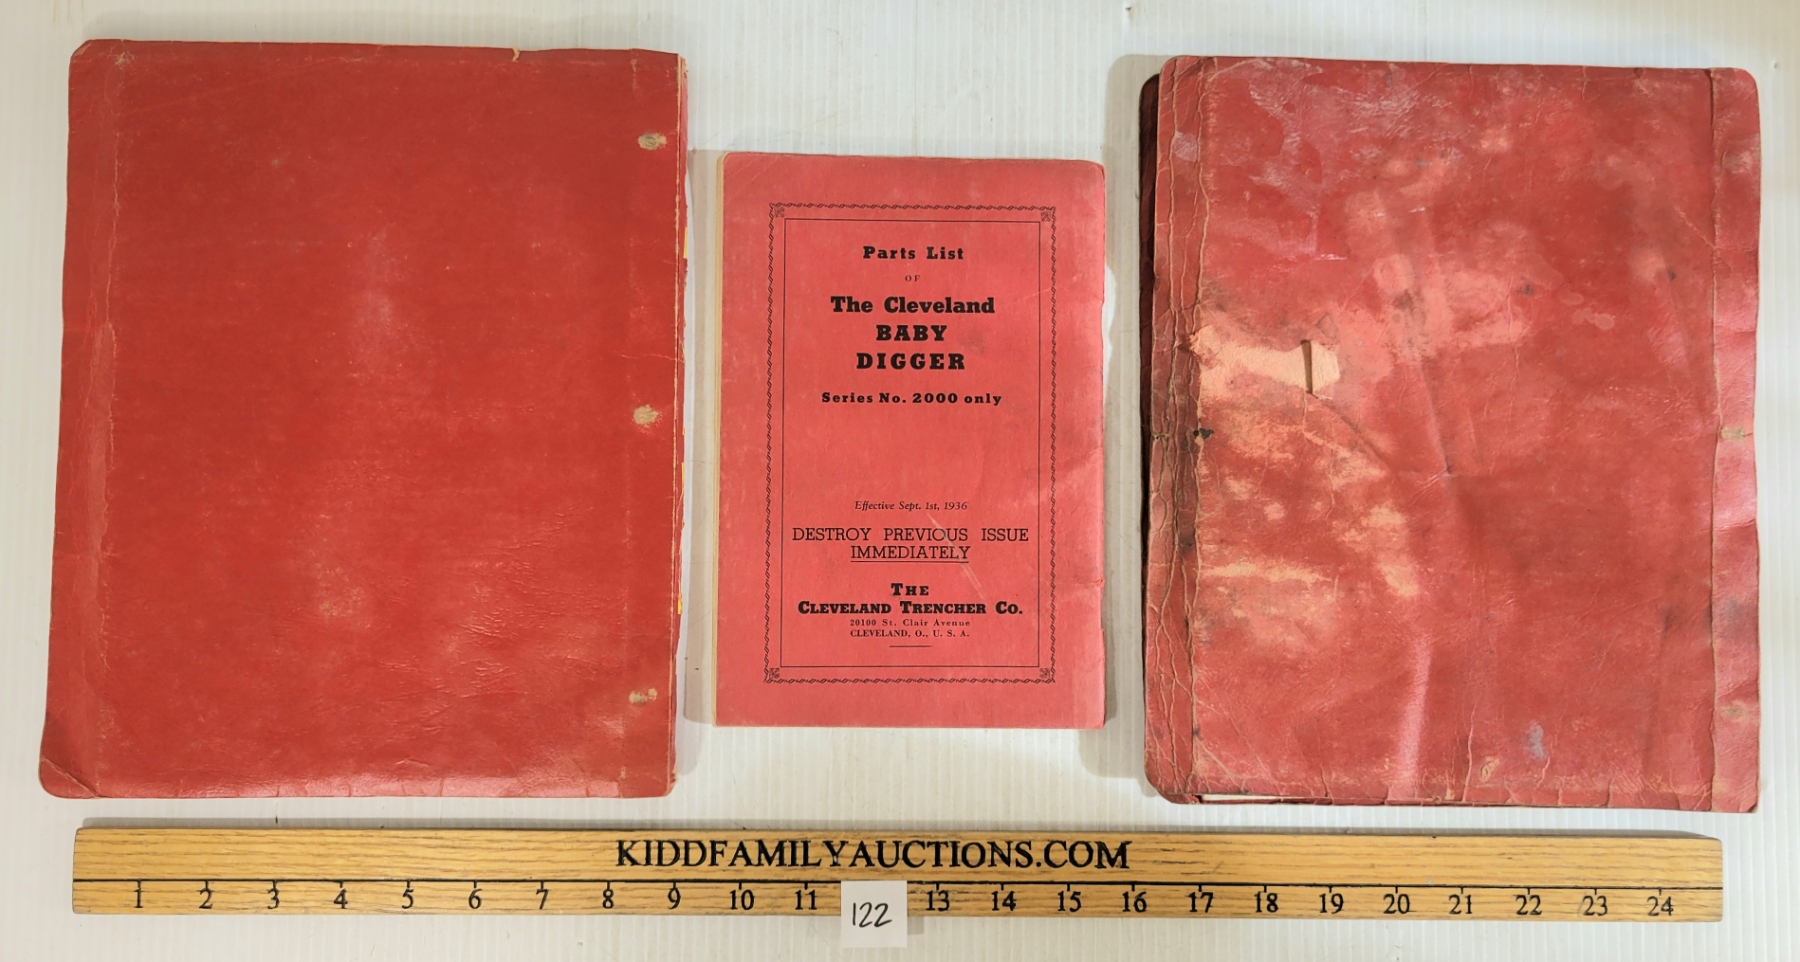 Parts List
OF
The Cleveland
BABY
DIGGER
Series No. 2000 only
Effective Sept. 1st, 1936
DESTROY PREVIOUS ISSUE
IMMEDIATELY
THE
CLEVELAND TRENCHER CO.
20100 St. Clair Avenue
CLEVELAND, O., U. S. A.
KIDDFAMILYAUCTIONS.COM
1 2 3 4 5 6 7 8 9 10 11 13 14 15 16 17 18 19 20 21 22 23 24
122